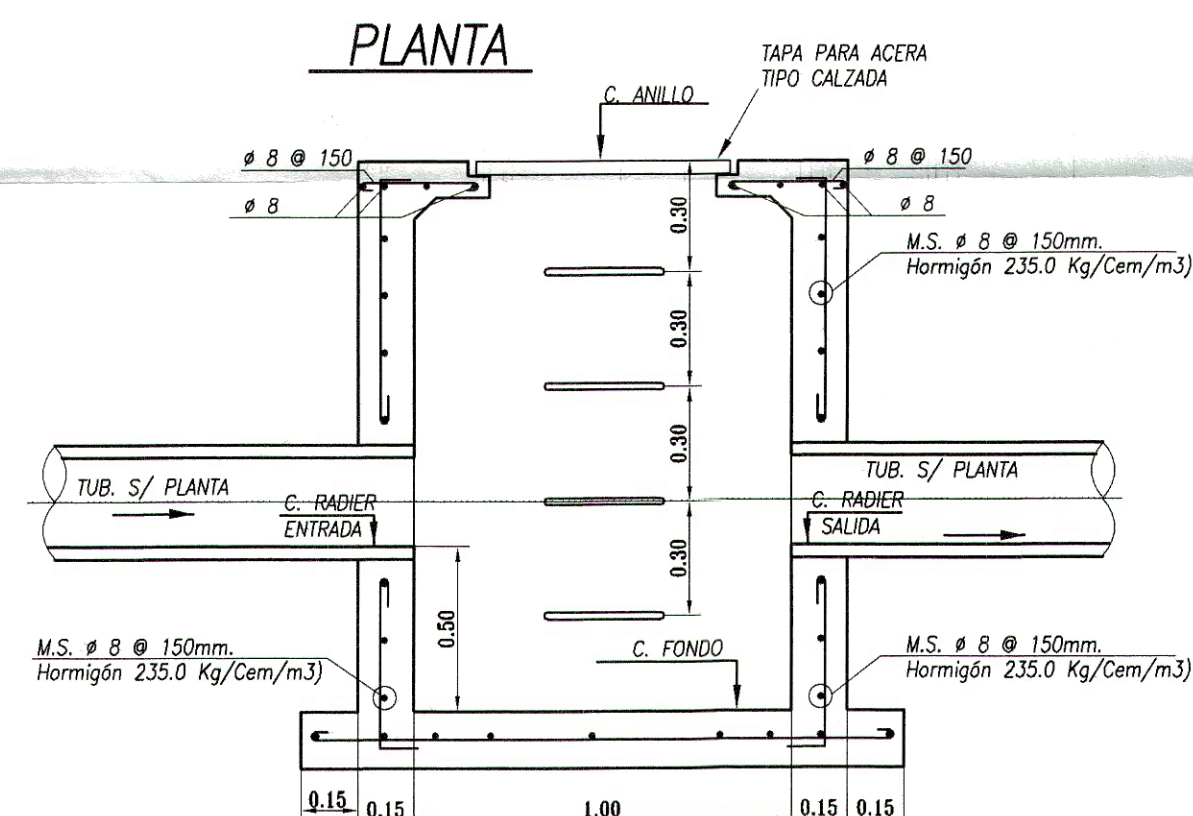 PLANTA
TAPA PARA ACERA
TIPO CALZADA
C. ANILLO
ø 8 @ 150
ø 8 @ 150
ø 8
ø 8
0.30
M.S. ø 8 @ 150mm.
Hormigón 235.0 Kg/Cem/m3)
0.30
0.30
TUB. S/ PLANTA
TUB. S/ PLANTA
C. RADIER
ENTRADA
C. RADIER
SALIDA
0.30
0.50
M.S. ø 8 @ 150mm.
Hormigón 235.0 Kg/Cem/m3)
C. FONDO
M.S. ø 8 @ 150mm.
Hormigón 235.0 Kg/Cem/m3)
0.15 0.15 1.00 0.15 0.15